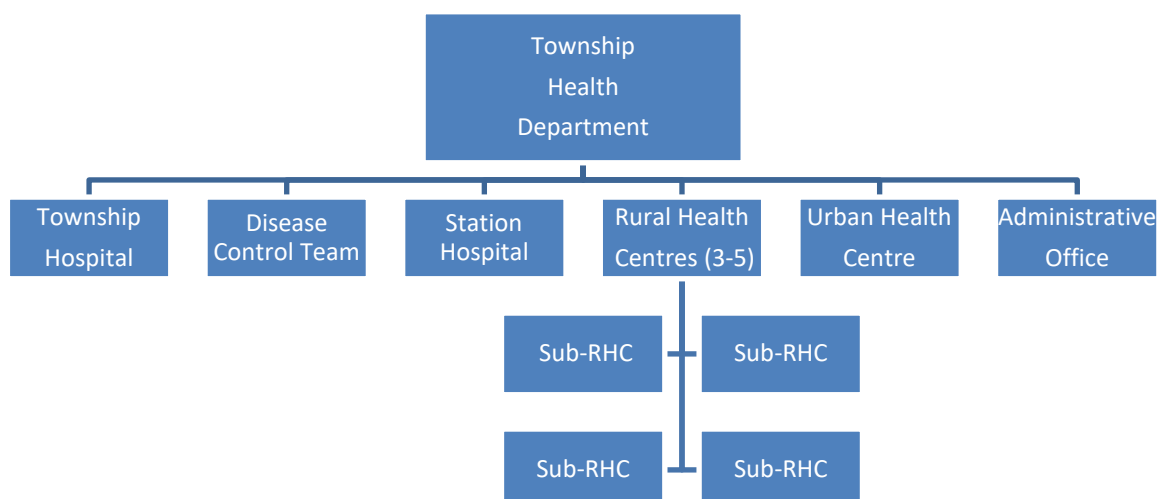 Township
Health
Department
Township
Hospital
Disease
Control Team
Station
Hospital
Rural Health
Centres (3-5)
Urban Health
Centre
Administrative
Office
Sub-RHC
Sub-RHC
Sub-RHC
Sub-RHC